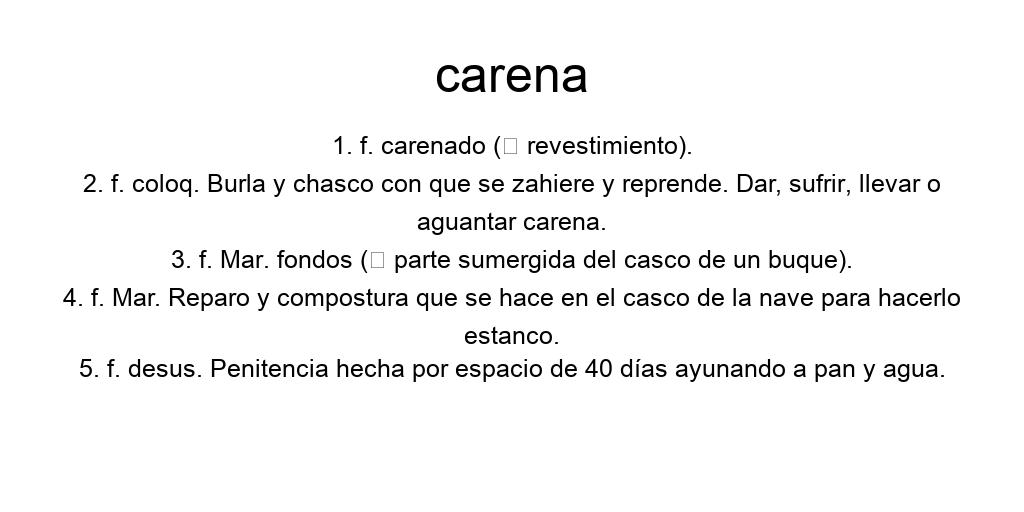 carena
1. f. carenado (□ revestimiento).
2. f. coloq. Burla y chasco con que se zahiere y reprende. Dar, sufrir, llevar o
aguantar carena.
3. f. Mar. fondos (□ parte sumergida del casco de un buque).
4. f. Mar. Reparo y compostura que se hace en el casco de la nave para hacerlo
estanco.
5. f. desus. Penitencia hecha por espacio de 40 días ayunando a pan y agua.